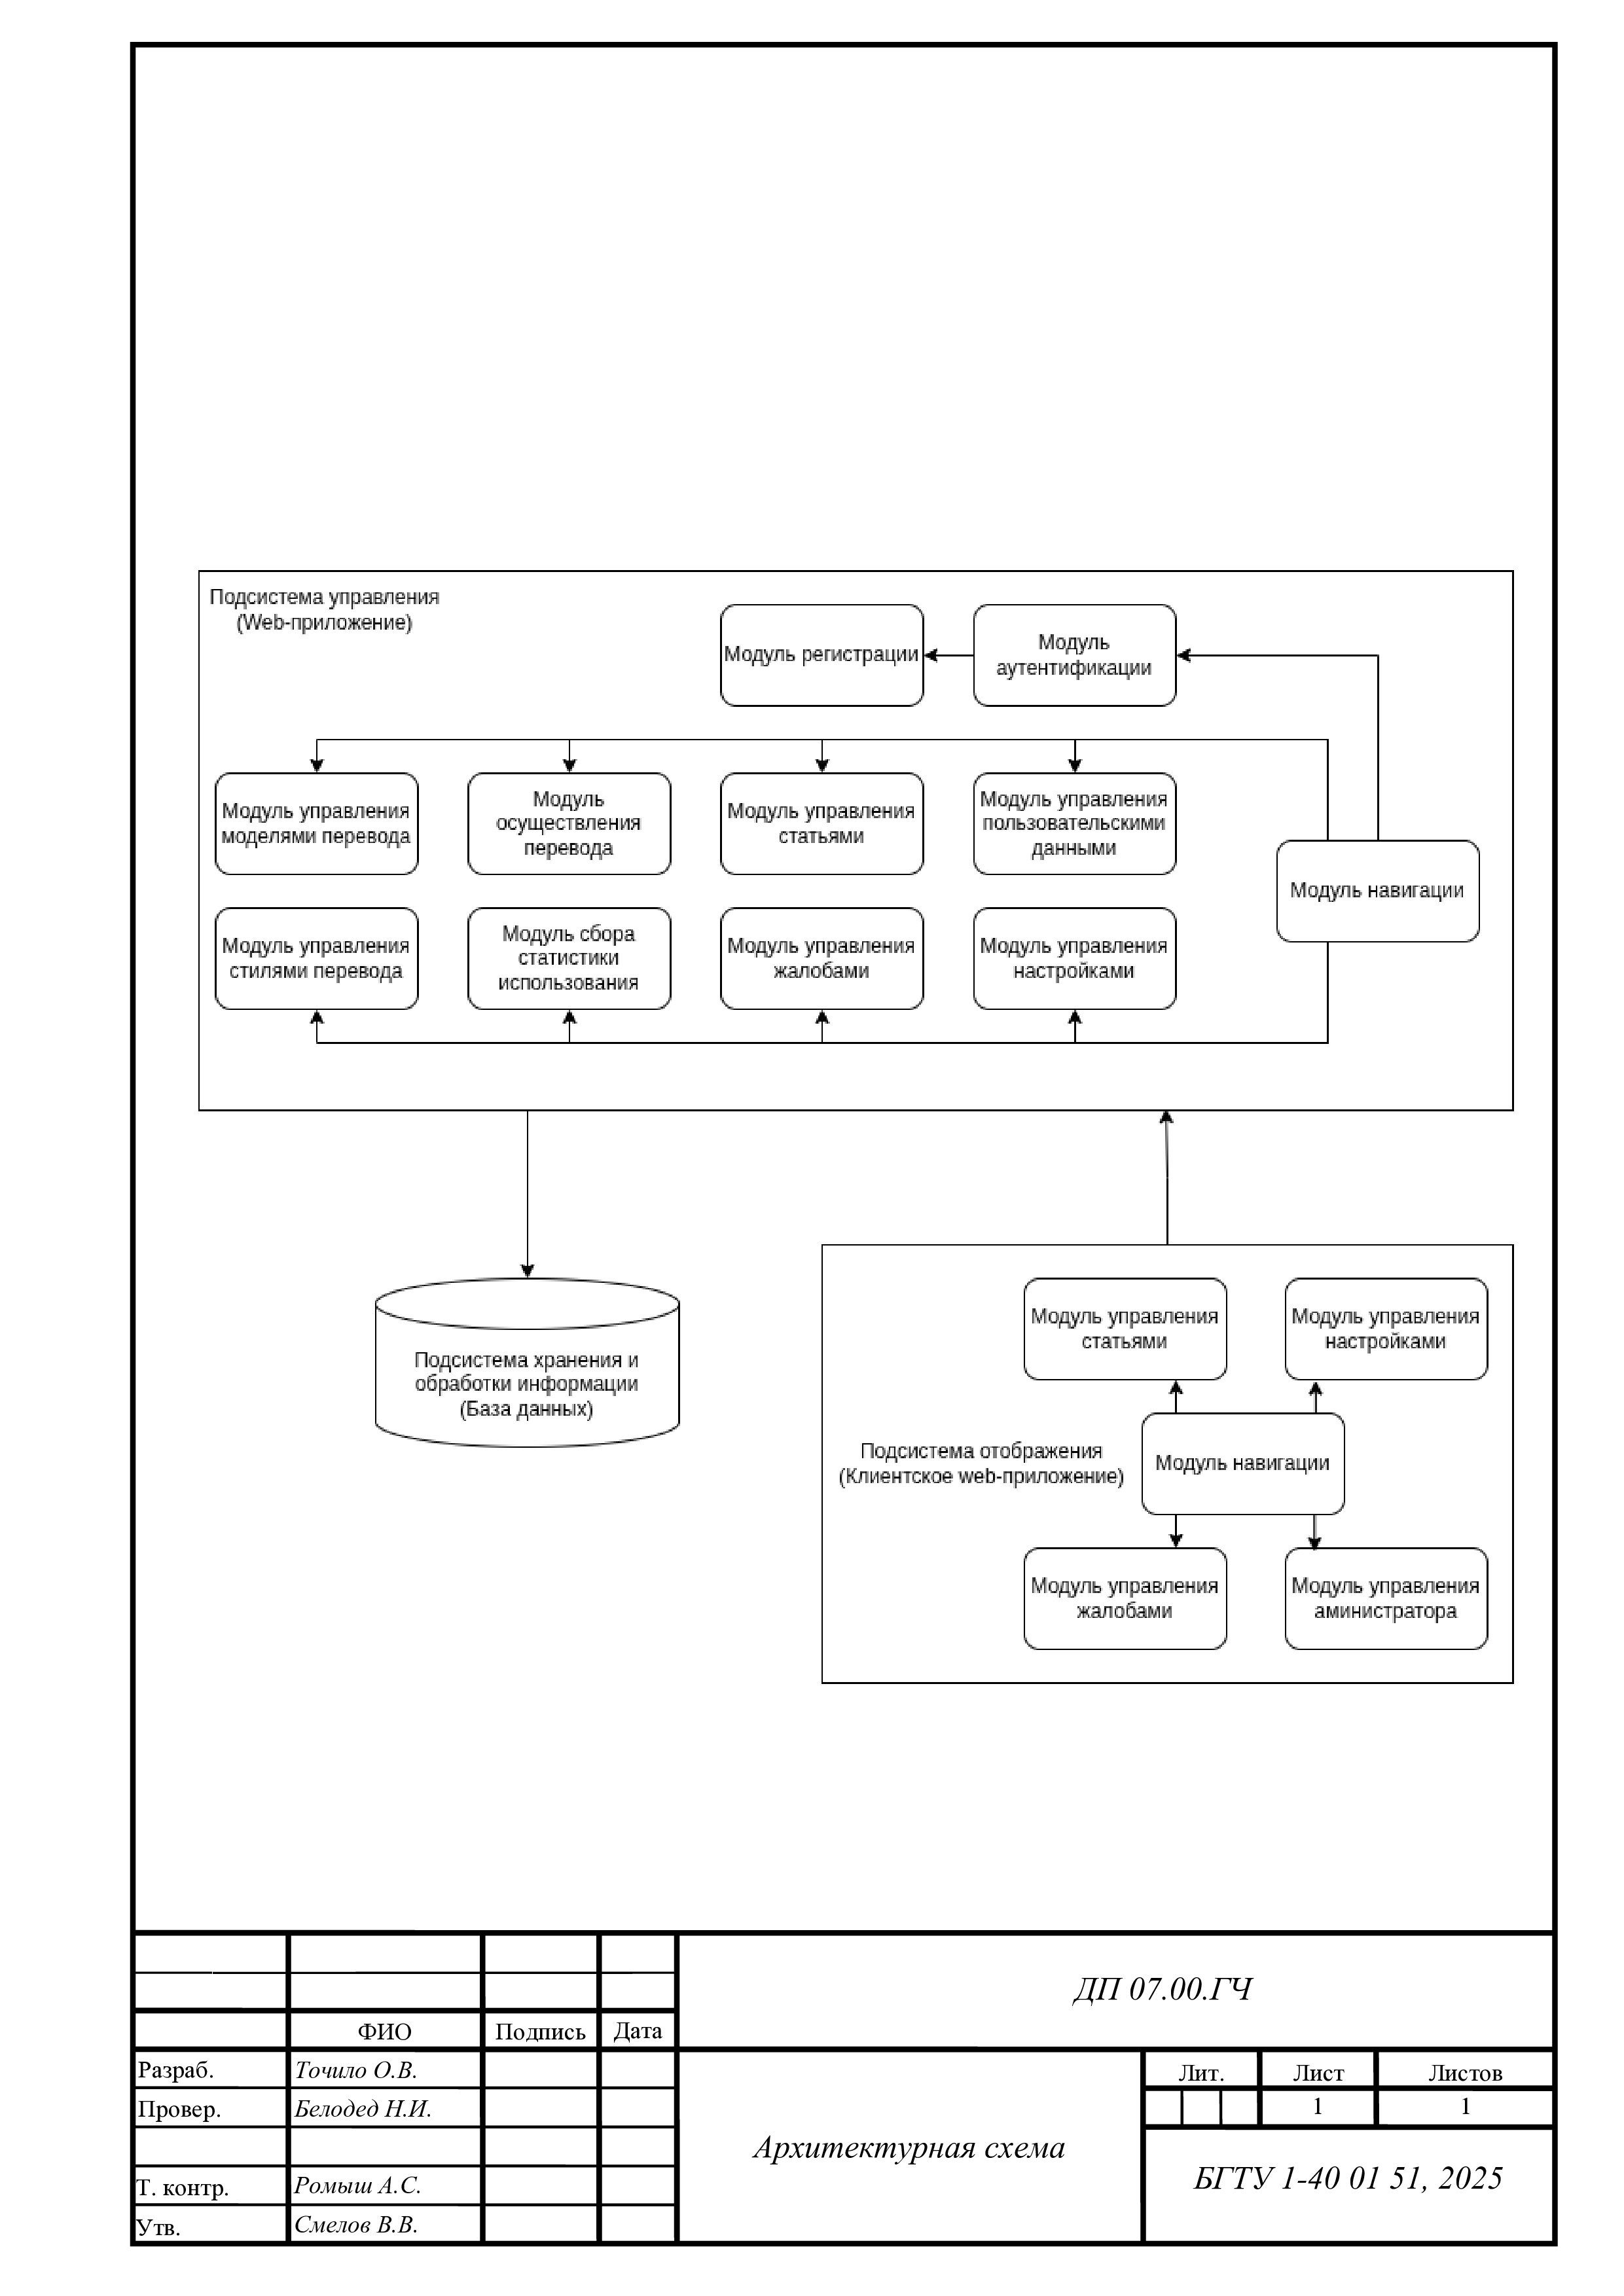 Подсистема управления
(Web-приложение)
Модуль регистрации
Модуль
аутентификации
Модуль управления
моделями перевода
Модуль
осуществления
перевода
Модуль управления
статьями
Модуль управления
пользовательскими
данными
Модуль навигации
Модуль управления
стилями перевода
Модуль сбора
статистики
использования
Модуль управления
жалобами
Модуль управления
настройками
Подсистема хранения и
обработки информации
(База данных)
Модуль управления
статьями
Модуль управления
настройками
Подсистема отображения
(Клиентское web-приложение)
Модуль навигации
Модуль управления
жалобами
Модуль управления
аминистратора
ДП 07.00.ГЧ
ФИО Подпись Дата
Разраб. Точило О.В.
Провер. Белодед Н.И.
Т. контр. Ромыш А.С.
Утв. Смелов В.В.
Архитектурная схема
Лит. Лист Листов
1 1
БГТУ 1-40 01 51, 2025